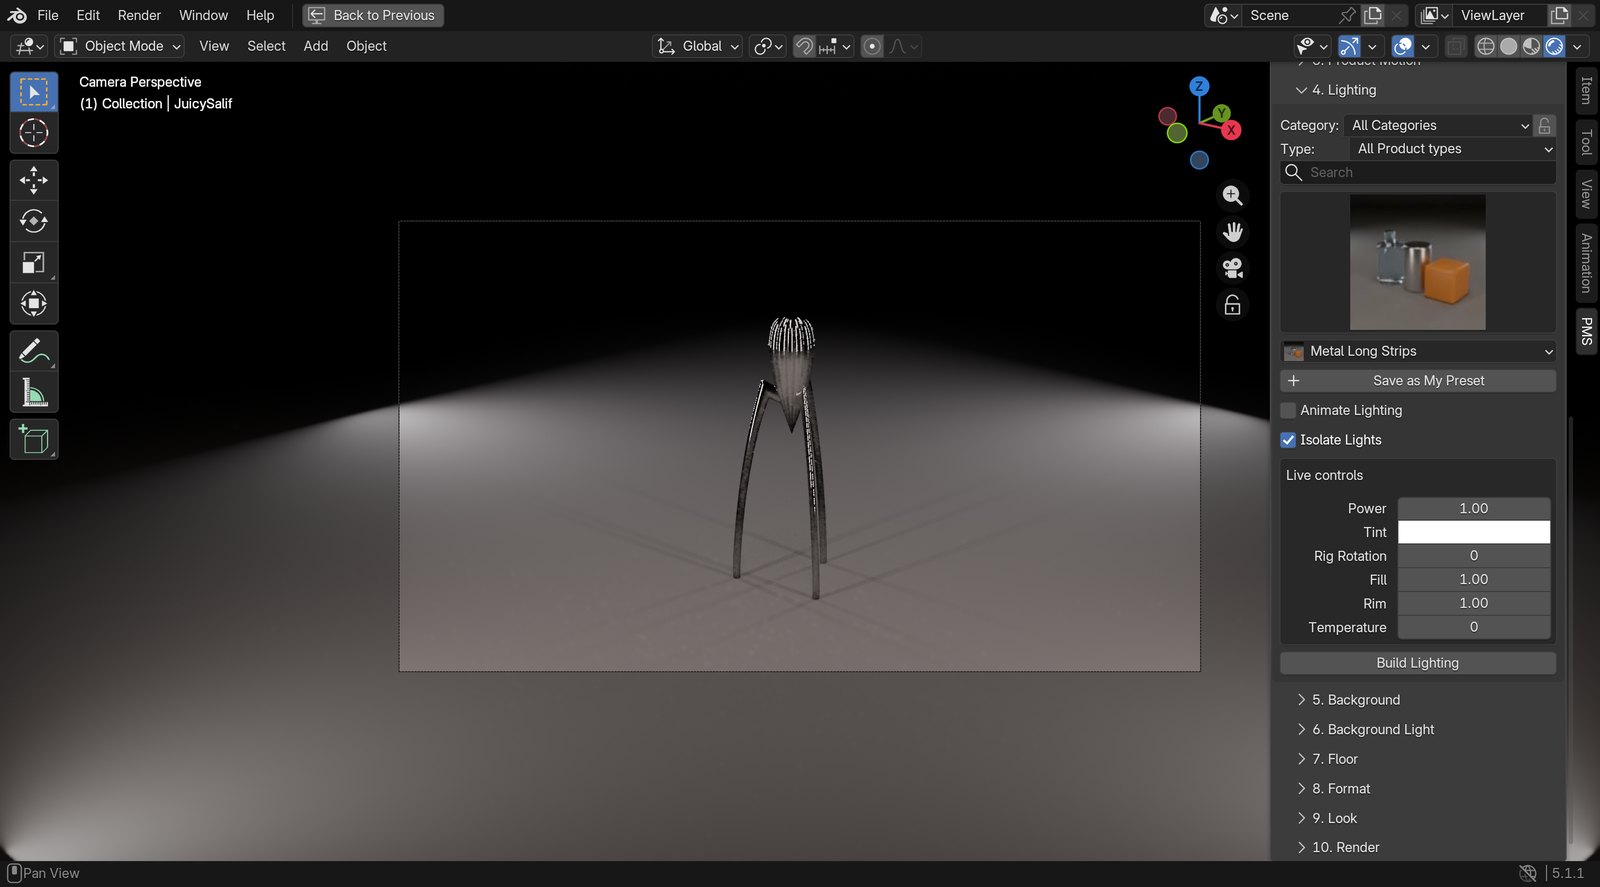 File Edit Render Window Help Back to Previous Scene ViewLayer
Object Mode View Select Add Object Global
Camera Perspective
(1) Collection | JuicySalif
Z
Y
X
3. Product Motion
4. Lighting
Category: All Categories
Type: All Product types
Search
Metal Long Strips
Save as My Preset
Animate Lighting
Isolate Lights
Live controls
Power 1.00
Tint
Rig Rotation 0
Fill 1.00
Rim 1.00
Temperature 0
Build Lighting
5. Background
6. Background Light
7. Floor
8. Format
9. Look
10. Render
Item
Tool
View
Animation
PMS
Pan View
5.1.1